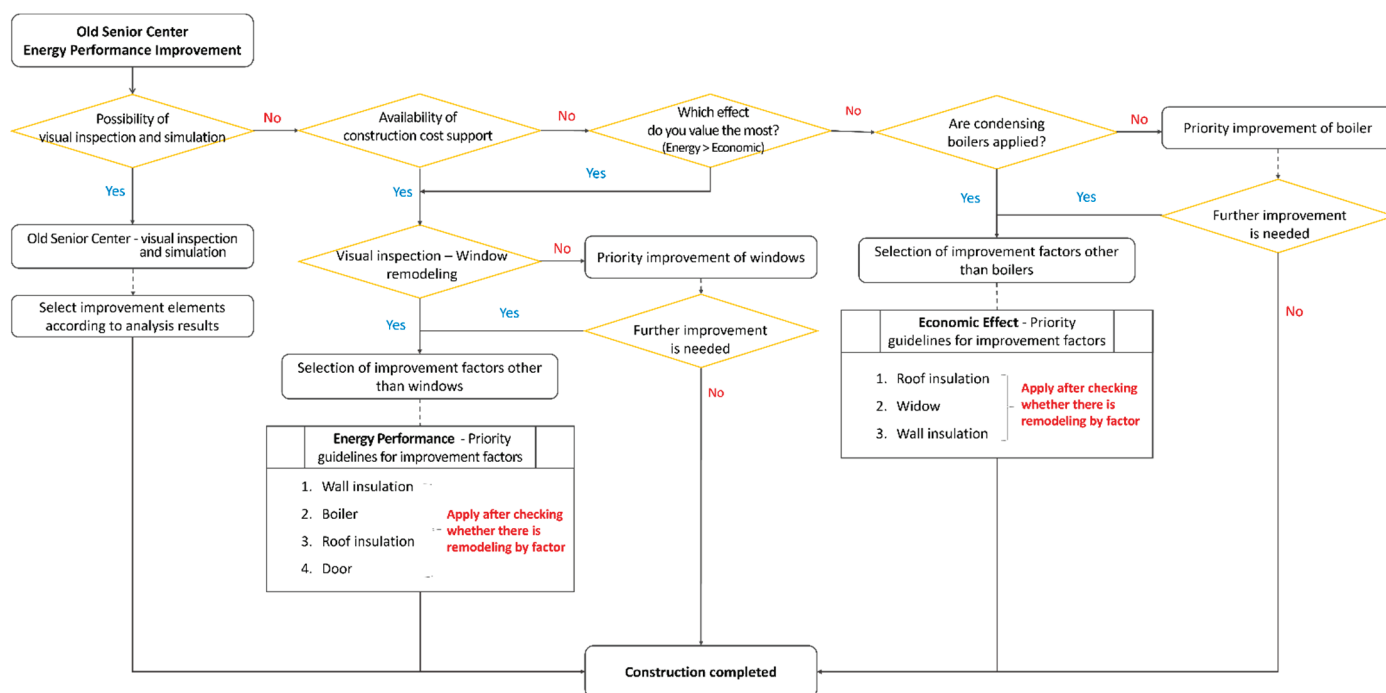 Old Senior Center
Energy Performance Improvement
Possibility of
visual inspection and simulation
No
Availability of
construction cost support
No
Which effect
do you value the most?
(Energy > Economic)
No
Are condensing
boilers applied?
No
Priority improvement of boiler
Yes
Yes
Yes
Yes
Yes
Further improvement
is needed
Old Senior Center - visual inspection
and simulation
Visual inspection – Window
remodeling
No
Priority improvement of windows
Selection of improvement factors other
than boilers
Select improvement elements
according to analysis results
Yes
Yes
Further improvement
is needed
No
Economic Effect - Priority
guidelines for improvement factors
1. Roof insulation
2. Widow
3. Wall insulation
Apply after checking
whether there is
remodeling by factor
Selection of improvement factors other
than windows
No
Energy Performance - Priority
guidelines for improvement factors
1. Wall insulation
2. Boiler
3. Roof insulation
4. Door
Apply after checking
whether there is
remodeling by factor
Construction completed